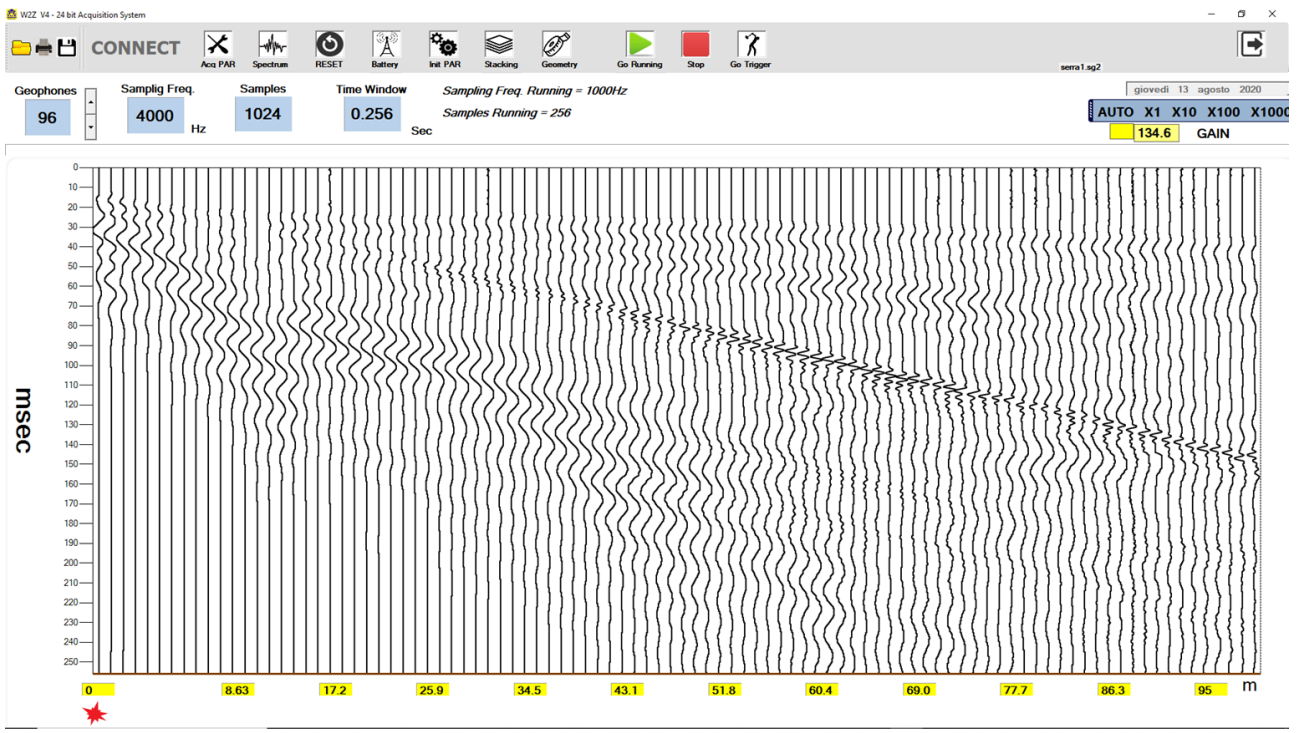 W2Z V4 - 24 bit Acquisition System
CONNECT
Acq PAR Spectrum RESET Battery Init PAR Stacking Geometry Go Running Stop Go Trigger
serra1.sg2
Geophones Samplig Freq. Samples Time Window Sampling Freq. Running = 1000Hz
giovedì 13 agosto 2020
96 4000 Hz 1024 0.256 Sec Samples Running = 256
AUTO X1 X10 X100 X1000
134.6 GAIN
0
10
20
30
40
50
60
70
80
90
100
110
120
130
140
150
160
170
180
190
200
210
220
230
240
250
msec
0 8.63 17.2 25.9 34.5 43.1 51.8 60.4 69.0 77.7 86.3 95 m